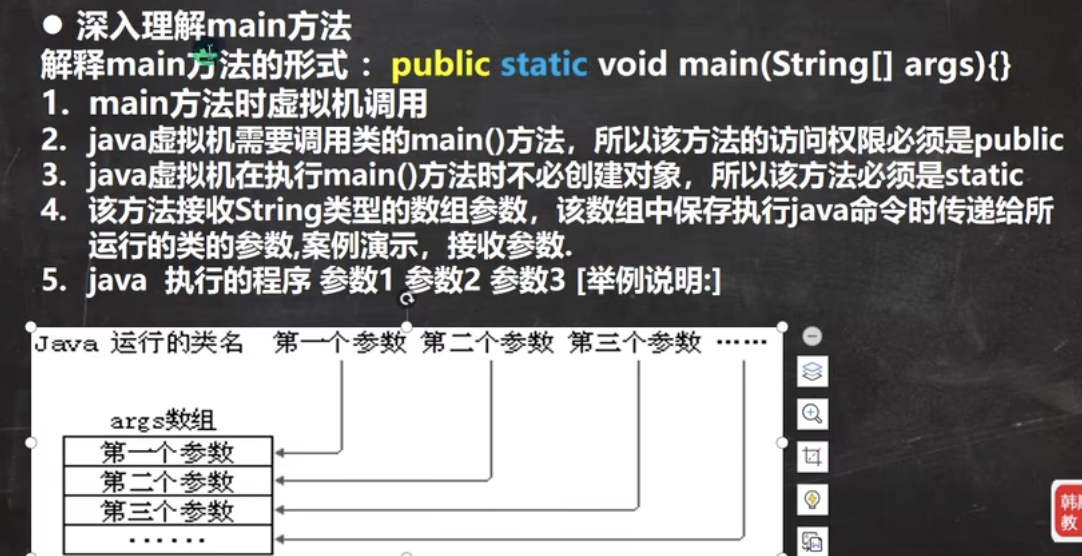 ● 深入理解main方法
解释main方法的形式 ： public static void main(String[] args){}
1. main方法时虚拟机调用
2. java虚拟机需要调用类的main()方法，所以该方法的访问权限必须是public
3. java虚拟机在执行main()方法时不必创建对象，所以该方法必须是static
4. 该方法接收String类型的数组参数，该数组中保存执行java命令时传递给所
运行的类的参数,案例演示，接收参数.
5. java 执行的程序 参数1 参数2 参数3 [举例说明:]
Java 运行的类名 第一个参数 第二个参数 第三个参数 ……
args数组
第一个参数
第二个参数
第三个参数
……
教